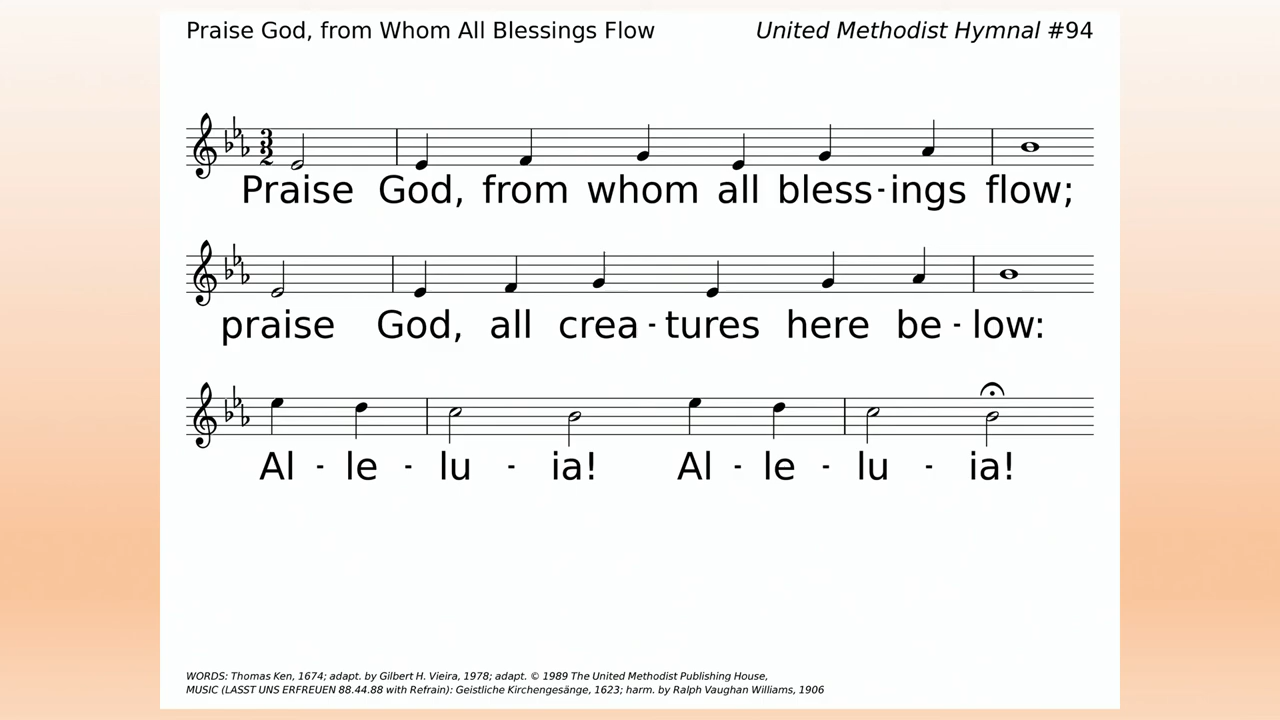 Praise God, from Whom All Blessings Flow United Methodist Hymnal #94
3
2
Praise God, from whom all bless-ings flow;
praise God, all crea - tures here be - low:
Al - le - lu - ia! Al - le - lu - ia!
WORDS: Thomas Ken, 1674; adapt. by Gilbert H. Vieira, 1978; adapt. © 1989 The United Methodist Publishing House,
MUSIC (LASST UNS ERFREUEN 88.44.88 with Refrain): Geistliche Kirchengesänge, 1623; harm. by Ralph Vaughan Williams, 1906